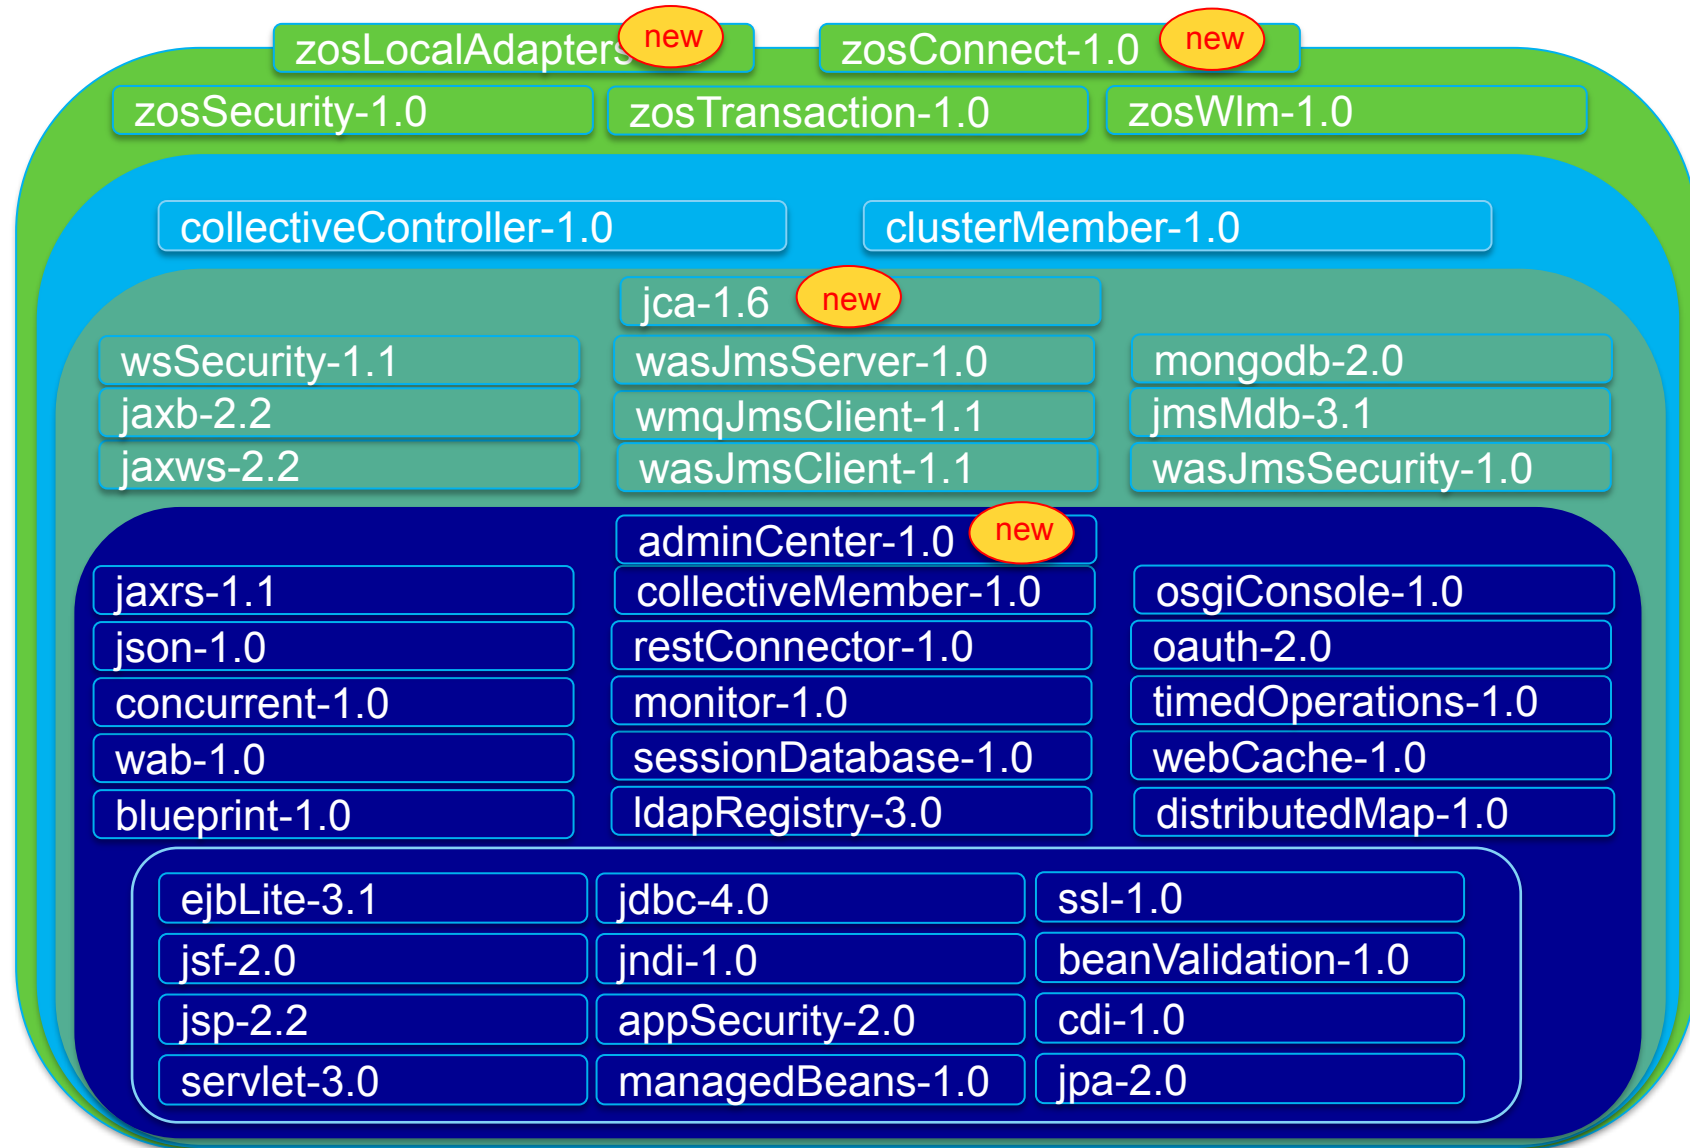 zosLocalAdapters new zosConnect-1.0 new
zosSecurity-1.0 zosTransaction-1.0 zosWlm-1.0
collectiveController-1.0 clusterMember-1.0
jca-1.6 new
wsSecurity-1.1 wasJmsServer-1.0 mongodb-2.0
jaxb-2.2 wmqJmsClient-1.1 jmsMdb-3.1
jaxws-2.2 wasJmsClient-1.1 wasJmsSecurity-1.0
adminCenter-1.0 new
jaxrs-1.1 collectiveMember-1.0 osgiConsole-1.0
json-1.0 restConnector-1.0 oauth-2.0
concurrent-1.0 monitor-1.0 timedOperations-1.0
wab-1.0 sessionDatabase-1.0 webCache-1.0
blueprint-1.0 ldapRegistry-3.0 distributedMap-1.0
ejbLite-3.1 jdbc-4.0 ssl-1.0
jsf-2.0 jndi-1.0 beanValidation-1.0
jsp-2.2 appSecurity-2.0 cdi-1.0
servlet-3.0 managedBeans-1.0 jpa-2.0